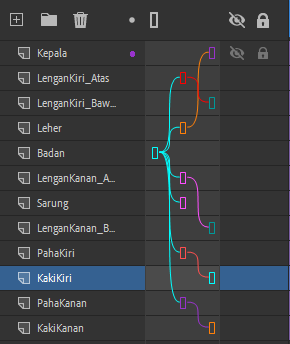 Kepala
LenganKiri_Atas
LenganKiri_Baw...
Leher
Badan
LenganKanan_A...
Sarung
LenganKanan_B...
PahaKiri
KakiKiri
PahaKanan
KakiKanan